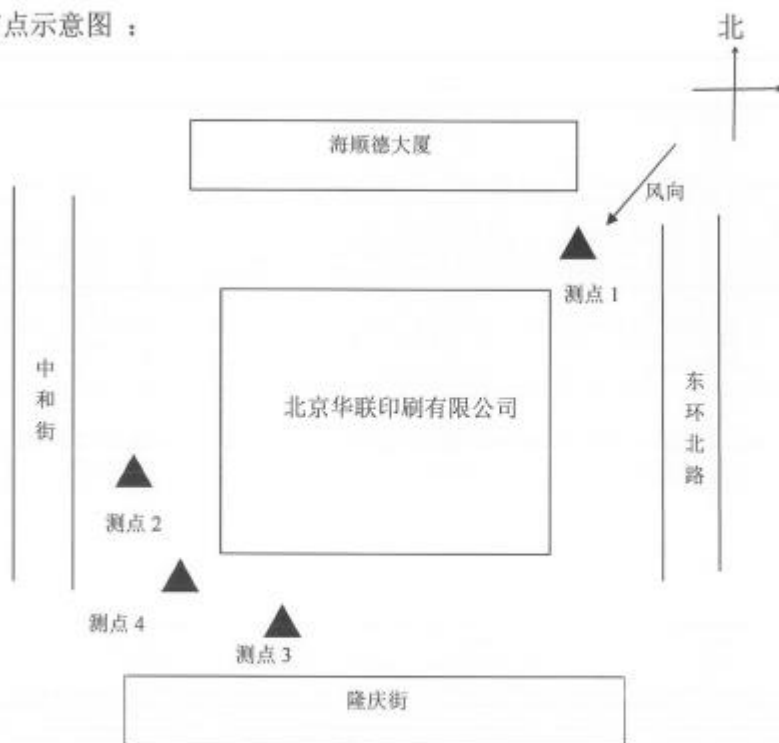 点示意图：
北
海顺德大厦
风向
测点 1
中和街
北京华联印刷有限公司
东环北路
测点 2
测点 4
测点 3
隆庆街